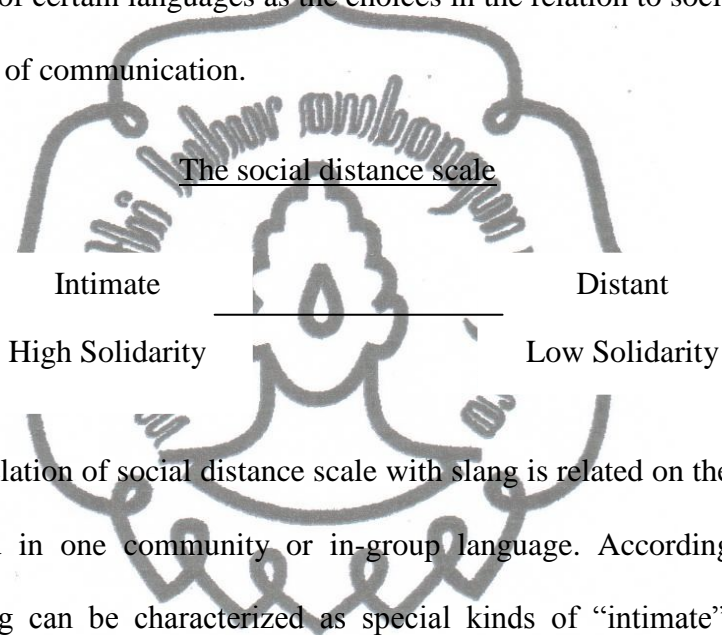 of certain languages as the choices in the relation to soci
of communication.
The social distance scale
Intimate Distant
High Solidarity Low Solidarity
lation of social distance scale with slang is related on the
in one community or in-group language. According
g can be characterized as special kinds of “intimate”